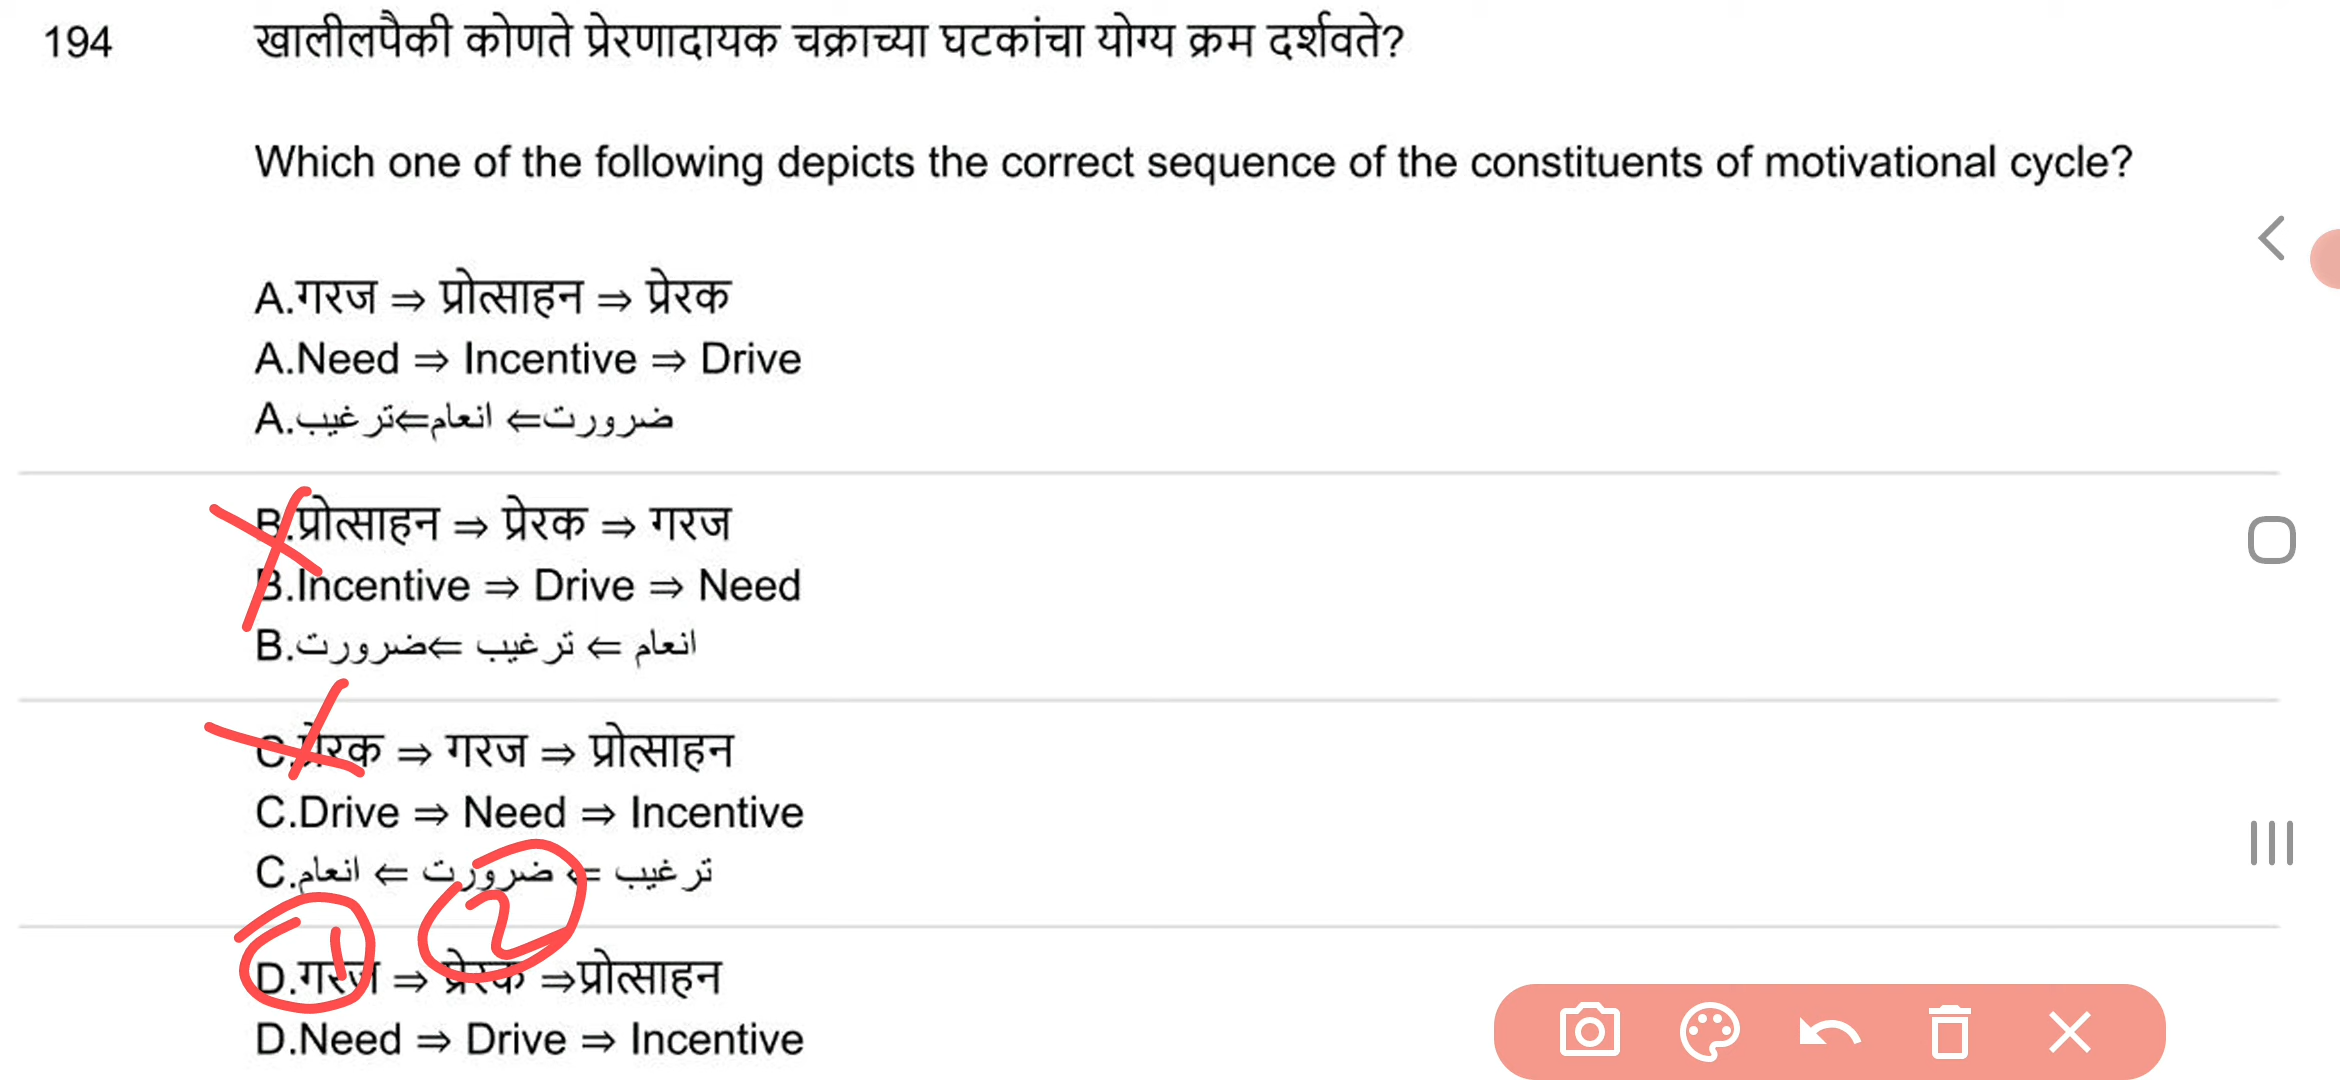 194 खालीलपैकी कोणते प्रेरणादायक चक्राच्या घटकांचा योग्य क्रम दर्शवते?
Which one of the following depicts the correct sequence of the constituents of motivational cycle?
A.गरज ⇒ प्रोत्साहन ⇒ प्रेरक
A.Need ⇒ Incentive ⇒ Drive
A.ضرورت⇐ انعام⇐ترغیب
B.प्रोत्साहन ⇒ प्रेरक ⇒ गरज
B.Incentive ⇒ Drive ⇒ Need
B.انعام ⇐ ترغیب ⇐ضرورت
C.प्रेरक ⇒ गरज ⇒ प्रोत्साहन
C.Drive ⇒ Need ⇒ Incentive
C.ترغیب ⇐ ضرورت ⇐ انعام
1 2
D.गरज ⇒ प्रेरक ⇒प्रोत्साहन
D.Need ⇒ Drive ⇒ Incentive